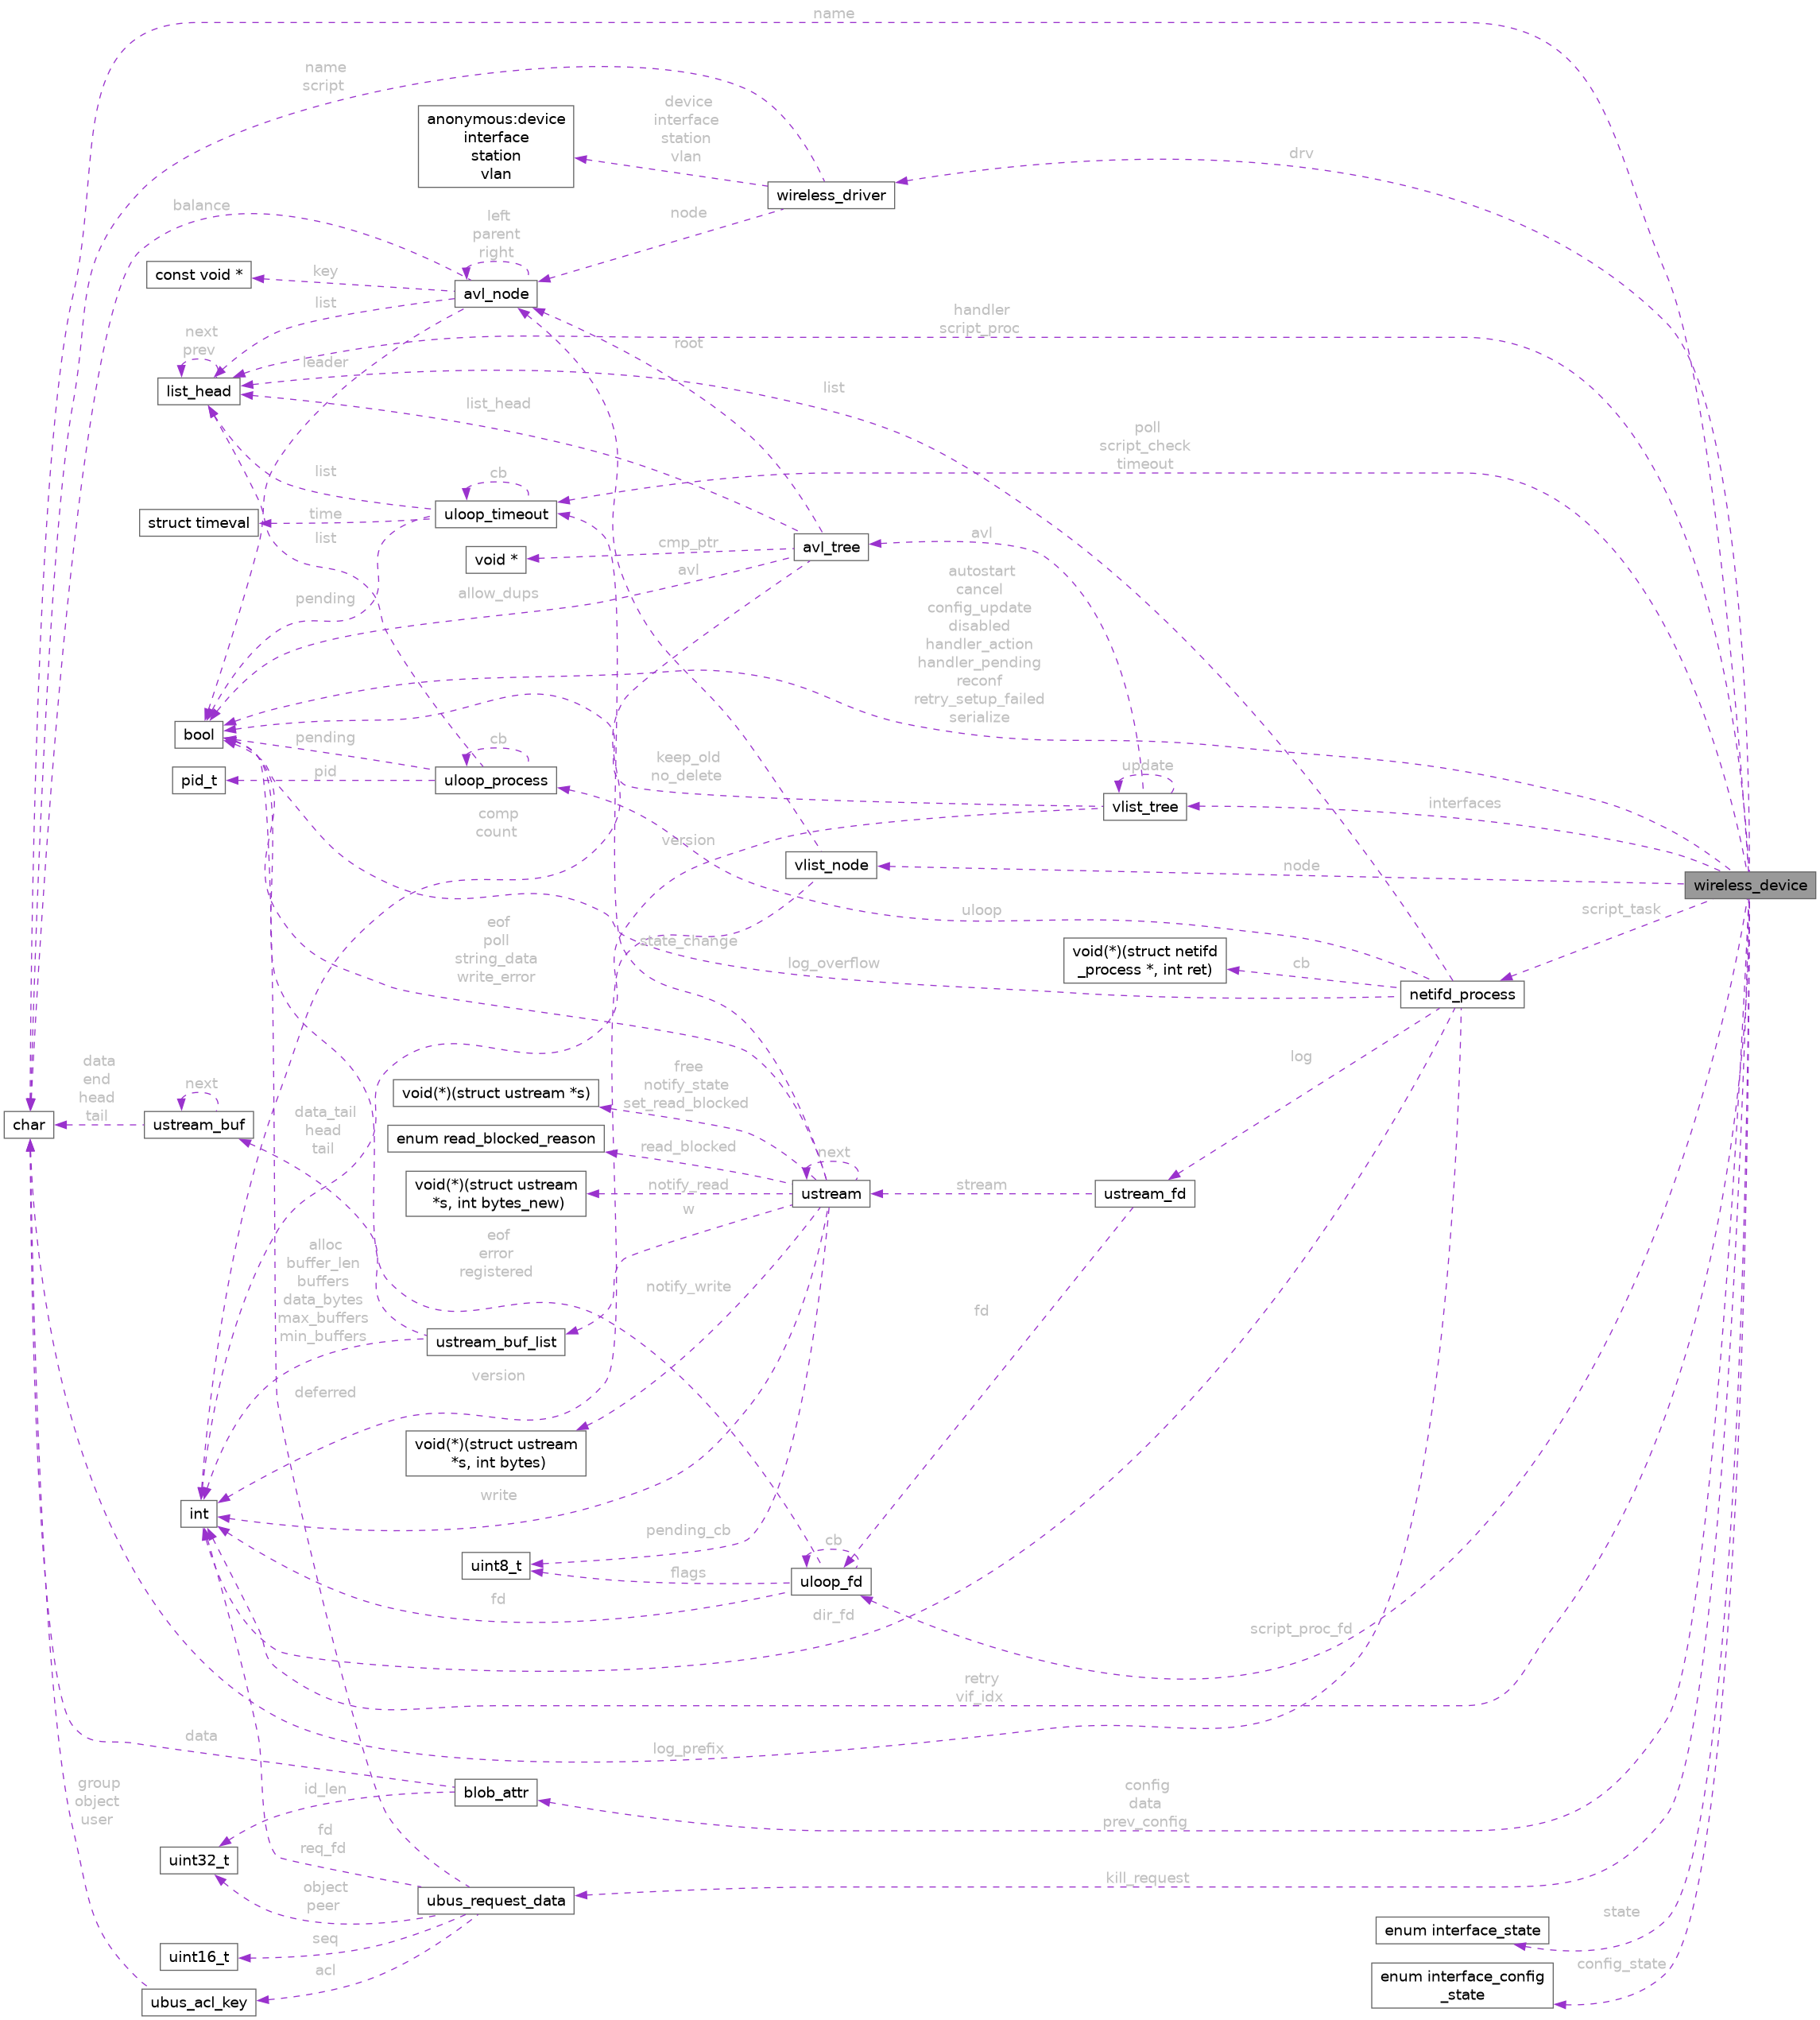 name
name
script
device
interface
station
vlan
anonymous:device
interface
station
vlan
drv
wireless_driver
balance
left
parent
right
node
const void *
key
avl_node
list
handler
script_proc
next
prev
leader
root
list_head
list_head
list
poll
script_check
timeout
list
cb
struct timeval
time
uloop_timeout
list
cmp_ptr
void *
avl_tree
avl
avl
allow_dups
pending
autostart
cancel
config_update
disabled
handler_action
handler_pending
reconf
retry_setup_failed
serialize
bool
pending
cb
keep_old
no_delete
update
pid_t
pid
uloop_process
vlist_tree
interfaces
comp
count
version
vlist_node
node
wireless_device
uloop
script_task
eof
poll
string_data
write_error
state_change
log_overflow
void(*)(struct netifd
_process *, int ret)
cb
netifd_process
log
data
end
head
tail
next
char
ustream_buf
data_tail
head
tail
void(*)(struct ustream *s)
free
notify_state
set_read_blocked
enum read_blocked_reason
read_blocked
next
void(*)(struct ustream
*s, int bytes_new)
notify_read
w
ustream
stream
ustream_fd
eof
error
registered
alloc
buffer_len
buffers
data_bytes
max_buffers
min_buffers
notify_write
fd
ustream_buf_list
version
deferred
void(*)(struct ustream
*s, int bytes)
write
int
pending_cb
uint8_t
flags
cb
uloop_fd
fd
dir_fd
script_proc_fd
retry
vif_idx
data
log_prefix
group
object
user
id_len
blob_attr
config
data
prev_config
fd
req_fd
uint32_t
object
peer
ubus_request_data
kill_request
seq
uint16_t
enum interface_state
state
acl
ubus_acl_key
enum interface_config
_state
config_state